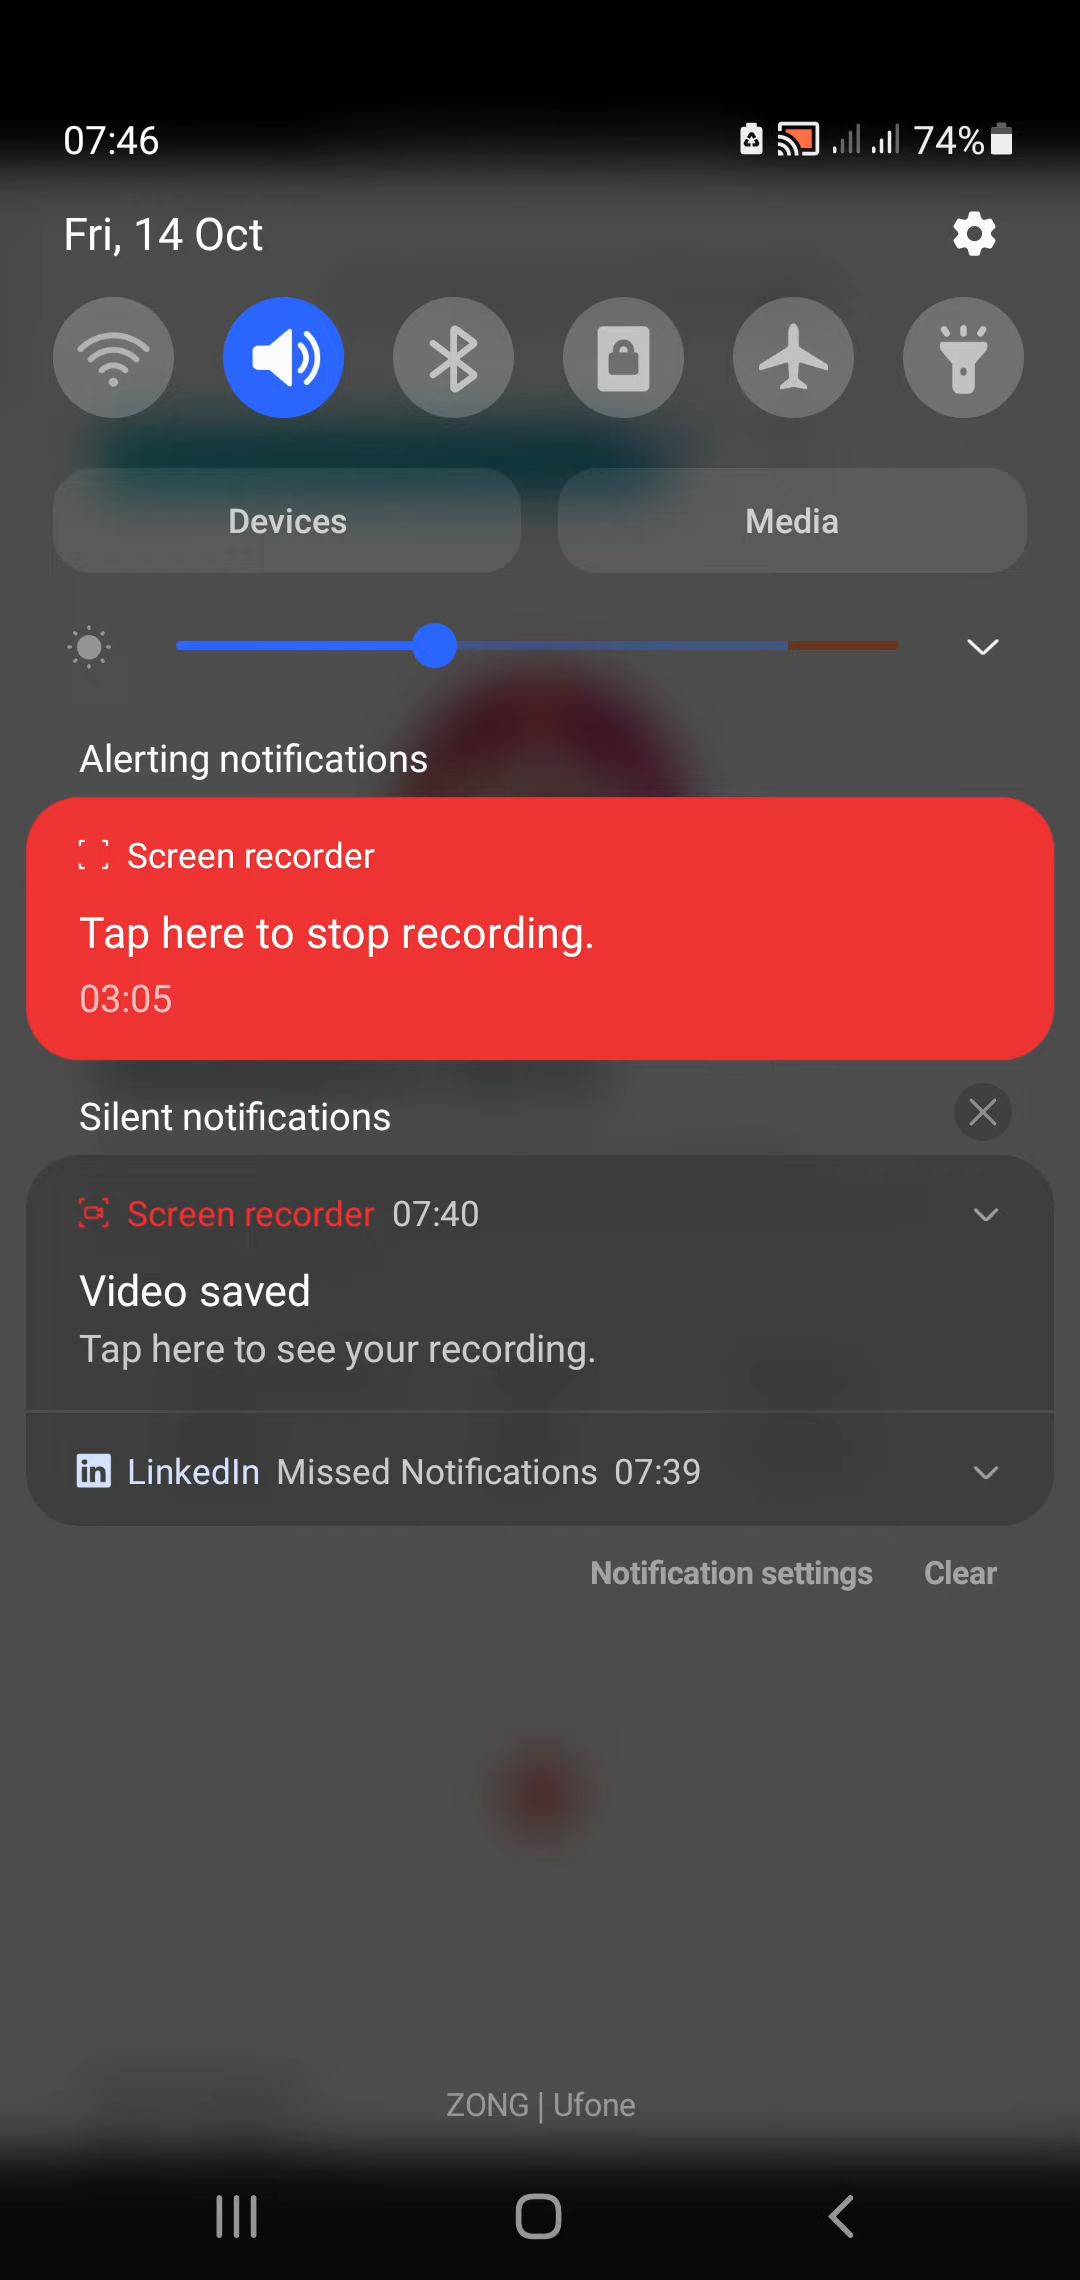 07:46
74%
Fri, 14 Oct
Devices
Media
Alerting notifications
Screen recorder
Tap here to stop recording.
03:05
Silent notifications
Screen recorder 07:40
Video saved
Tap here to see your recording.
in LinkedIn Missed Notifications 07:39
Notification settings
Clear
ZONG | Ufone